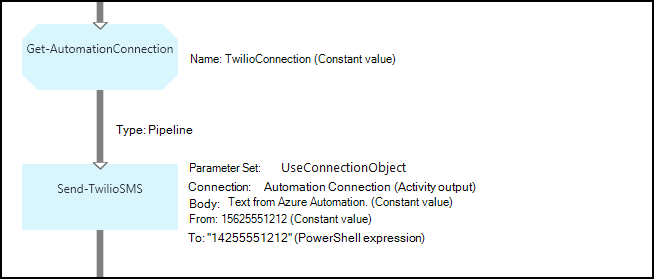 Get-AutomationConnection
Name: TwilioConnection (Constant value)
Type: Pipeline
Send-TwilioSMS
Parameter Set: UseConnectionObject
Connection: Automation Connection (Activity output)
Body: Text from Azure Automation. (Constant value)
From: 15625551212 (Constant value)
To: "14255551212" (PowerShell expression)